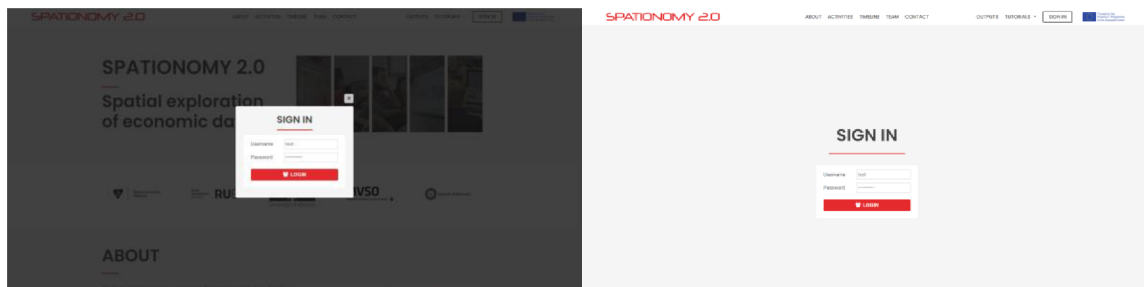 SPATIONOMY 2.0
ABOUT ACTIVITIES TIMELINE TEAM CONTACT
OUTPUTS TUTORIALS SIGN IN
SPATIONOMY 2.0
Spatial exploration
of economic da
SIGN IN
Username test
Password
LOGIN
RU
VSO
ABOUT
SPATIONOMY 2.0
ABOUT ACTIVITIES TIMELINE TEAM CONTACT
OUTPUTS TUTORIALS SIGN IN
SIGN IN
Username test
Password
LOGIN